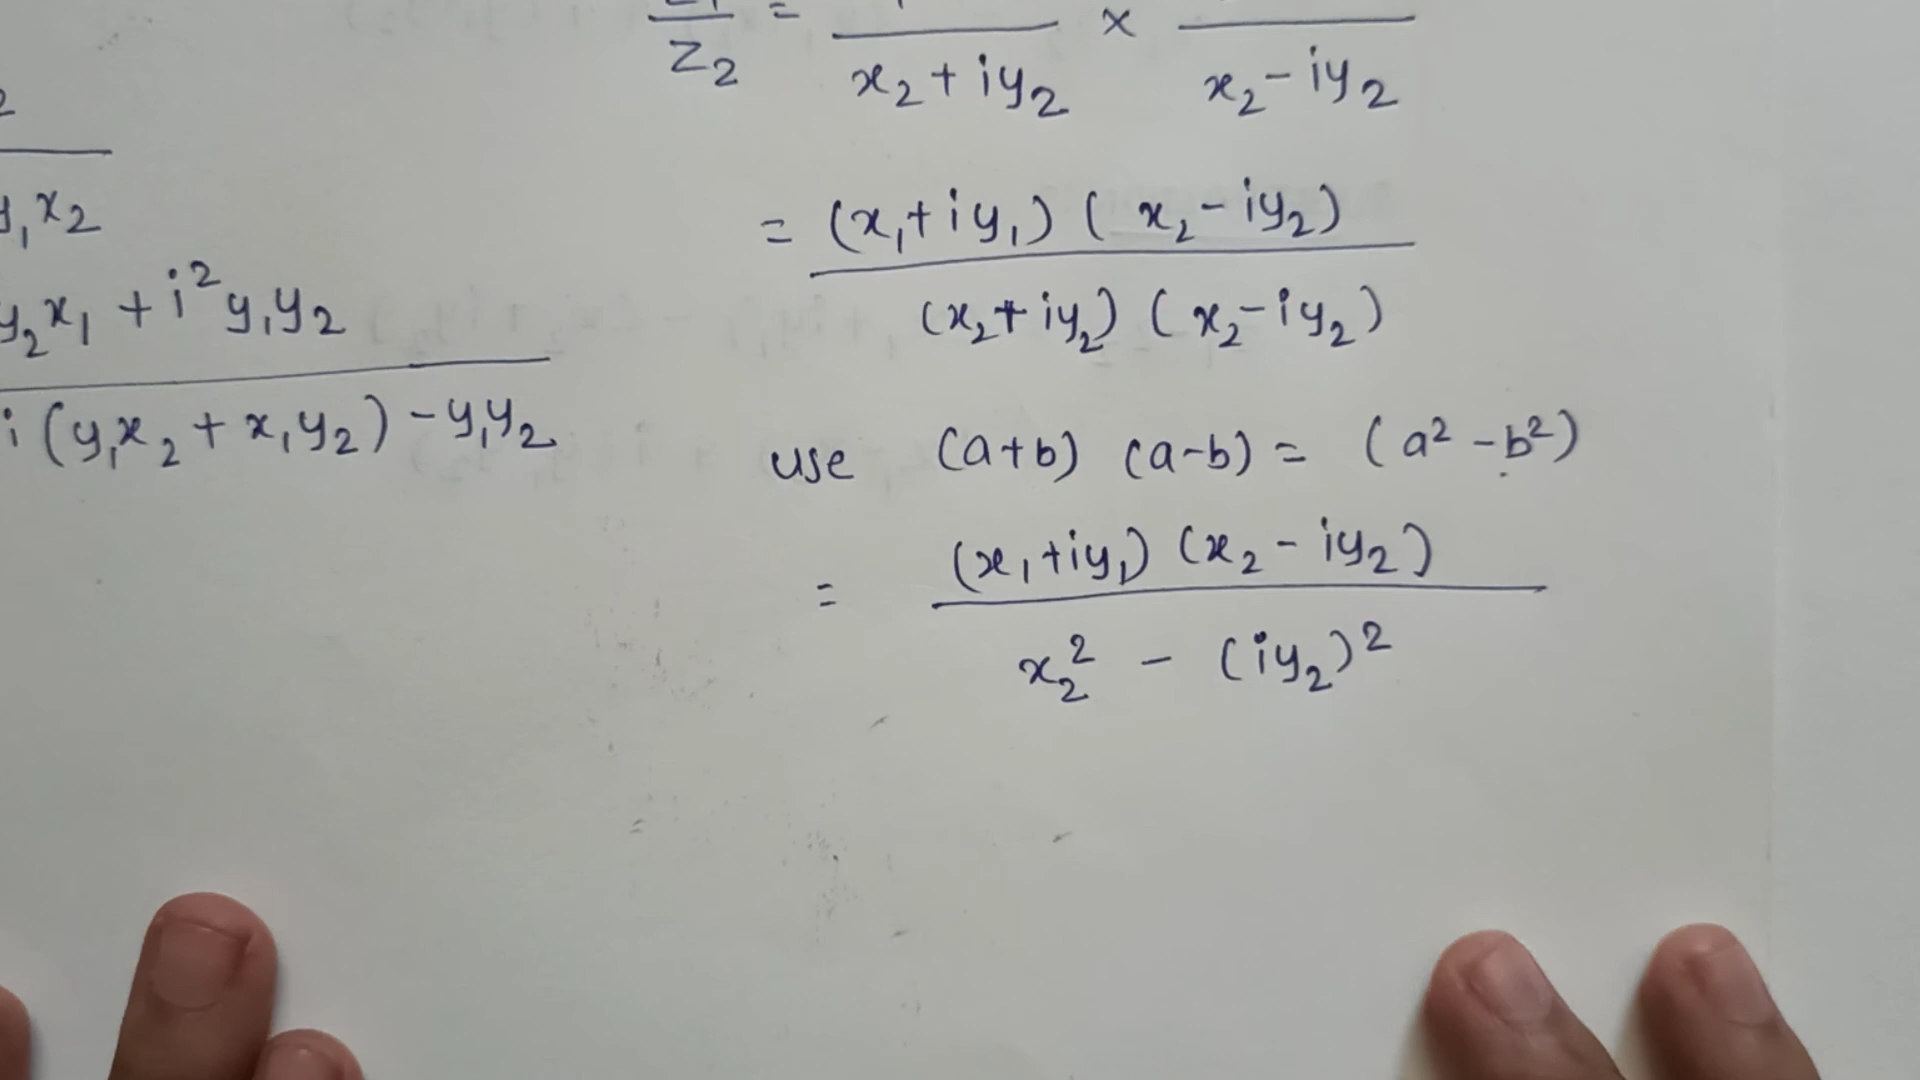 2
y₁x₂
y₂x₁ + i²y₁y₂
i (y₁x₂ + x₁y₂) - y₁y₂
z₂ = x₂ + iy₂ × x₂ - iy₂
= (x₁ + iy₁) ( x₂ - iy₂)
(x₂ + iy₂) ( x₂ - iy₂)
use (a+b) (a-b) = (a² - b²)
= (x₁ + iy₁) (x₂ - iy₂)
x₂² - (iy₂)²